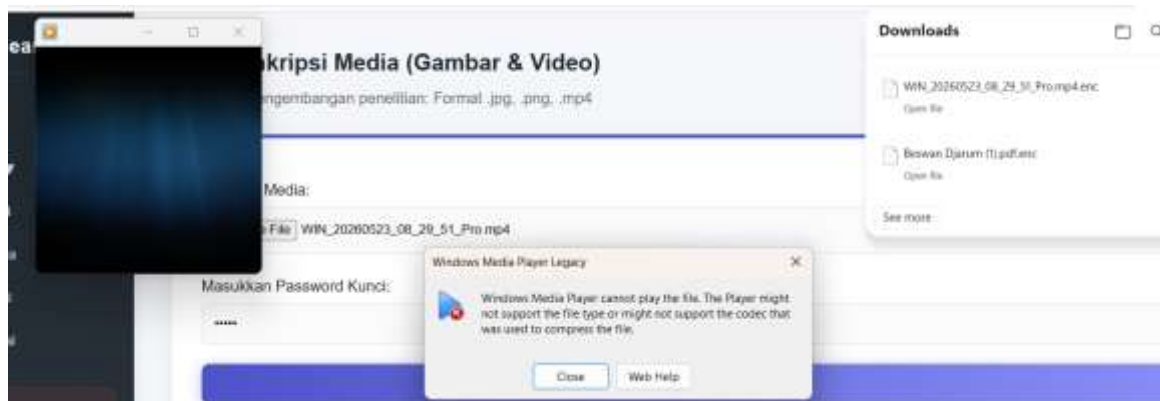 kripsi Media (Gambar & Video)
ngembangan penelitian: Format .jpg, .png, .mp4
Media:
File WIN_20260523_08_29_51_Pro.mp4
Masukkan Password Kunci:
•••••
Windows Media Player Legacy
Windows Media Player cannot play the file. The Player might
not support the file type or might not support the codec that
was used to compress the file.
Close Web Help
Downloads
WIN_20260523_08_29_51_Pro.mp4.enc
Open file
Beswan Djarum (1).pdf.enc
Open file
See more